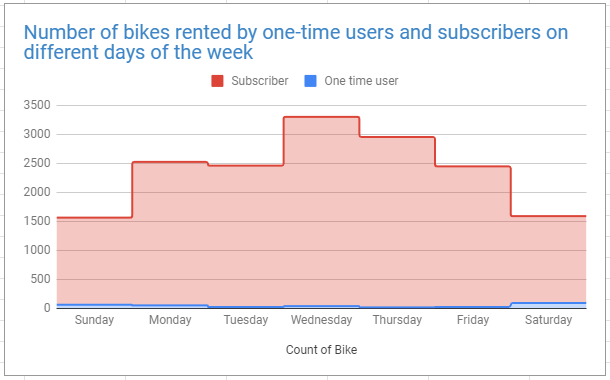 Number of bikes rented by one-time users and subscribers on
different days of the week
Subscriber One time user
3500
3000
2500
2000
1500
1000
500
0
Sunday Monday Tuesday Wednesday Thursday Friday Saturday
Count of Bike